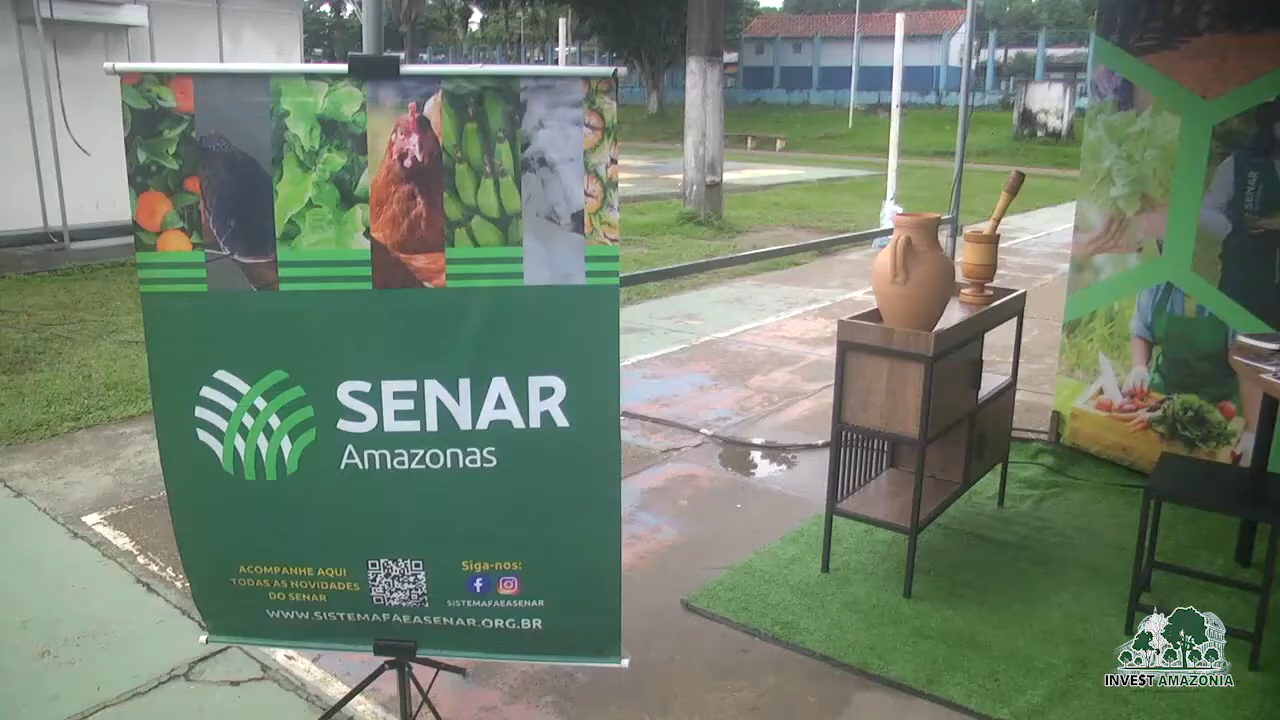 SENAR
Amazonas
ACOMPANHE AQUI
TODAS AS NOVIDADES
DO SENAR
Siga-nos:
SISTEMAFAEASENAR
WWW.SISTEMAFAEASENAR.ORG.BR
SENAR
INVEST AMAZONIA